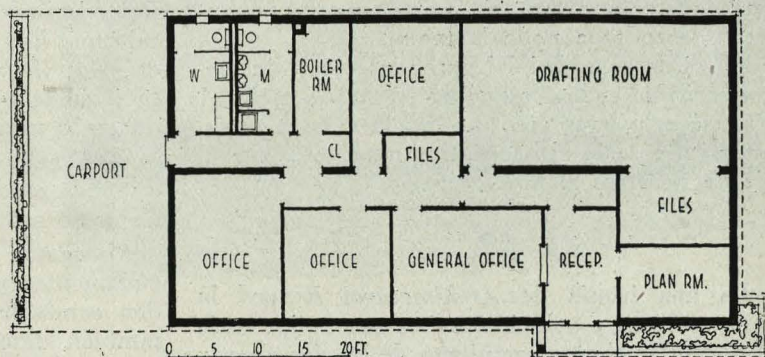 W
M
BOILER
RM
OFFICE
DRAFTING ROOM
CL
FILES
CARPORT
FILES
OFFICE
OFFICE
GENERAL OFFICE
RECEP.
PLAN RM.
0 5 10 15 20 FT.